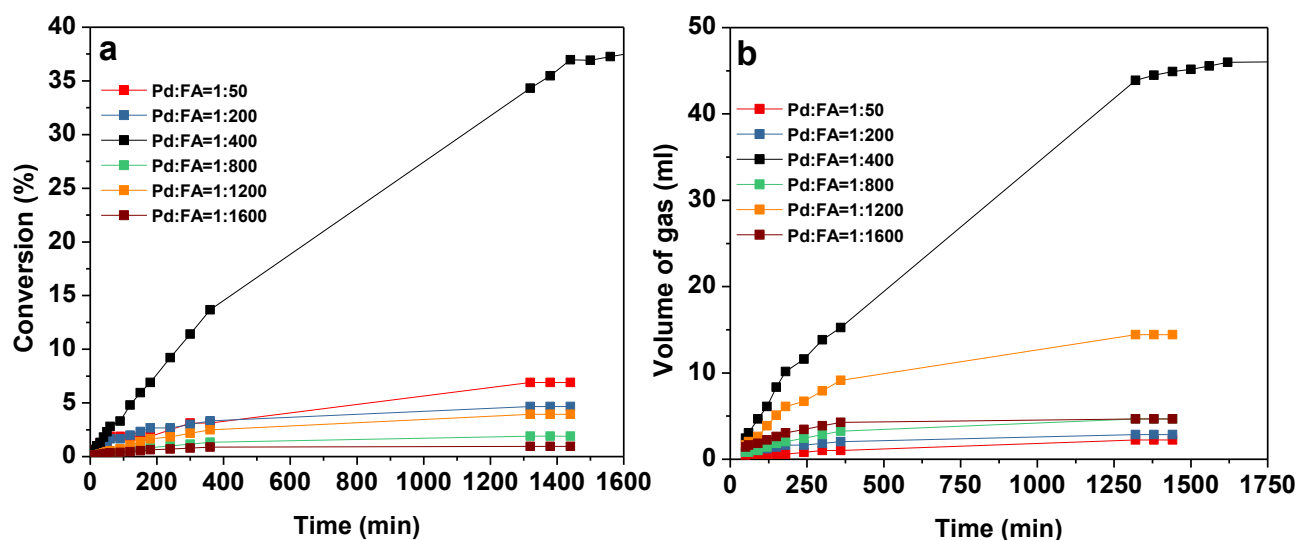 a
Conversion (%)
40
35
30
25
20
15
10
5
0
Pd:FA=1:50
Pd:FA=1:200
Pd:FA=1:400
Pd:FA=1:800
Pd:FA=1:1200
Pd:FA=1:1600
0 200 400 600 800 1000 1200 1400 1600
Time (min)
b
Volume of gas (ml)
50
40
30
20
10
0
Pd:FA=1:50
Pd:FA=1:200
Pd:FA=1:400
Pd:FA=1:800
Pd:FA=1:1200
Pd:FA=1:1600
0 250 500 750 1000 1250 1500 1750
Time (min)